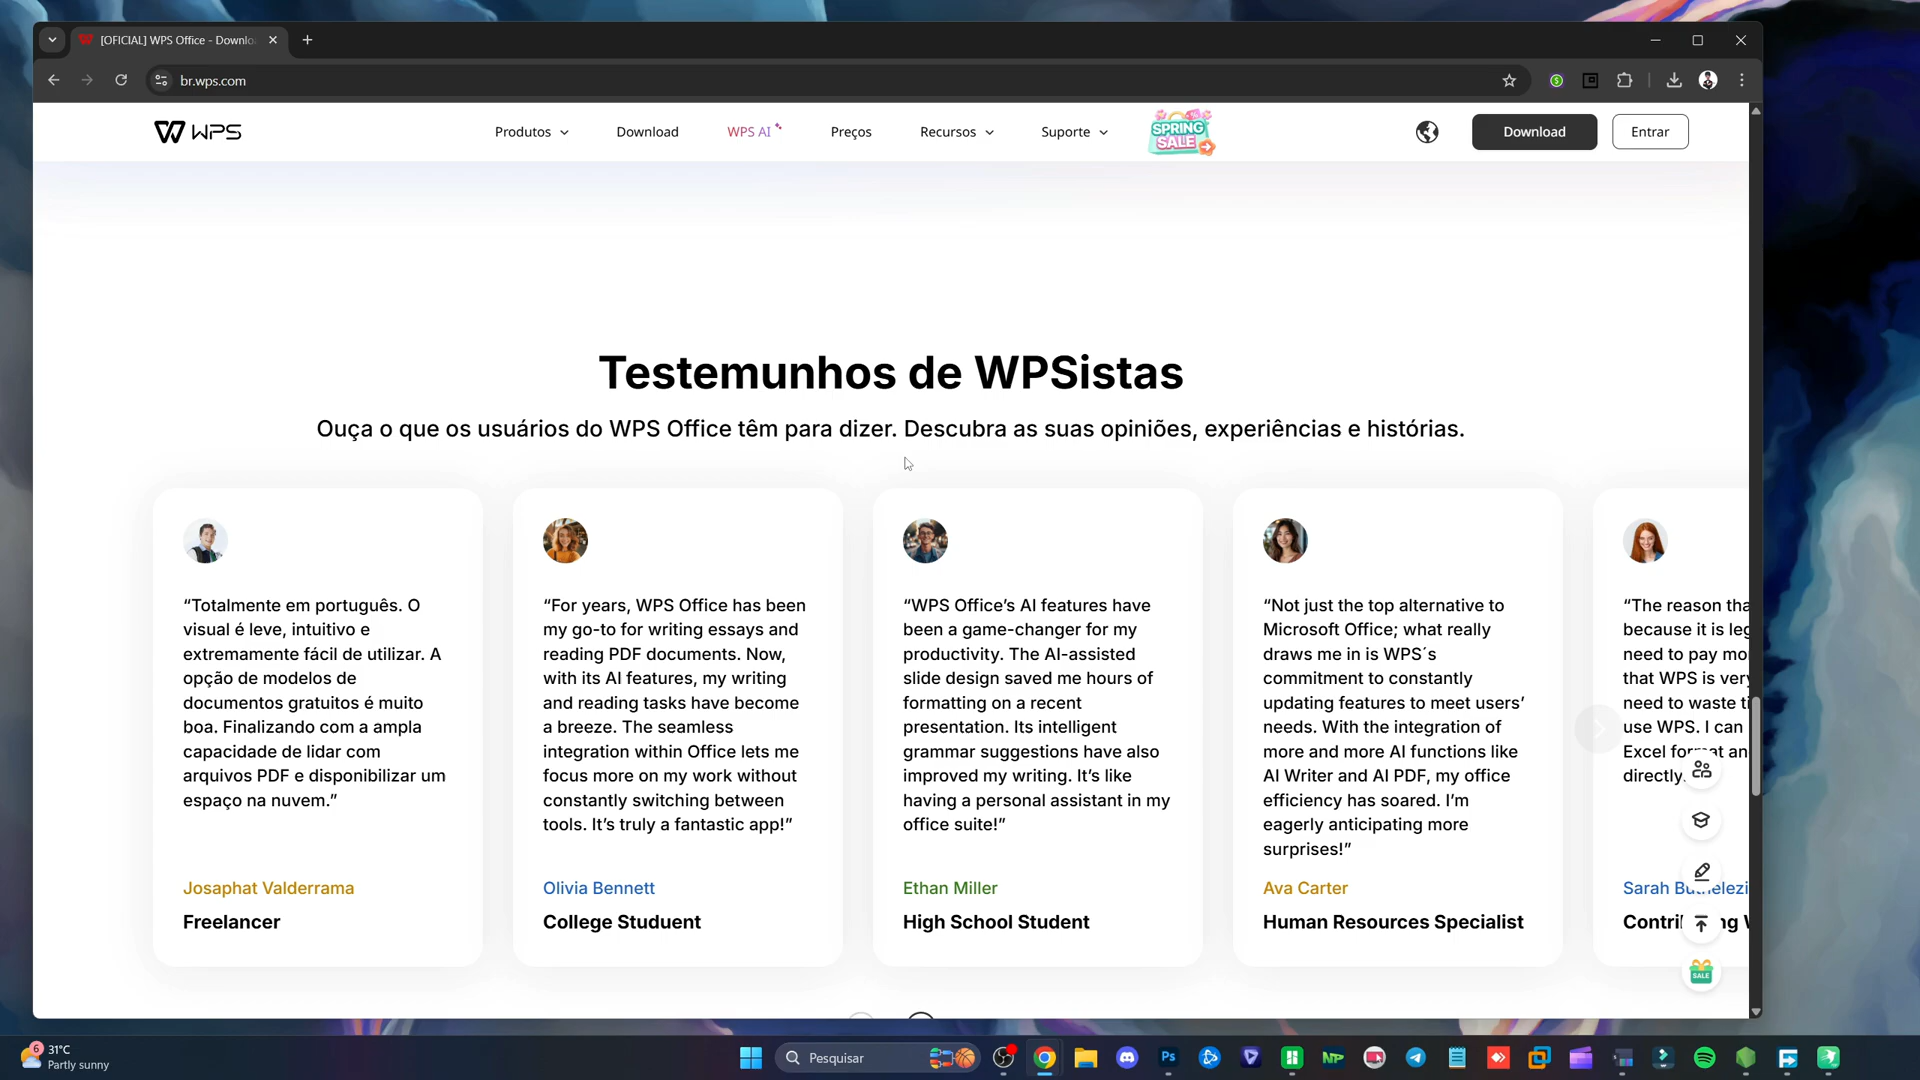 [OFICIAL] WPS Office - Downlo
br.wps.com
WPS
Produtos
Download
WPS AI
Preços
Recursos
Suporte
SPRING
SALE
Download
Entrar
Testemunhos de WPSistas
Ouça o que os usuários do WPS Office têm para dizer. Descubra as suas opiniões, experiências e histórias.
“Totalmente em português. O
visual é leve, intuitivo e
extremamente fácil de utilizar. A
opção de modelos de
documentos gratuitos é muito
boa. Finalizando com a ampla
capacidade de lidar com
arquivos PDF e disponibilizar um
espaço na nuvem.”
Josaphat Valderrama
Freelancer
“For years, WPS Office has been
my go-to for writing essays and
reading PDF documents. Now,
with its AI features, my writing
and reading tasks have become
a breeze. The seamless
integration within Office lets me
focus more on my work without
constantly switching between
tools. It’s truly a fantastic app!”
Olivia Bennett
College Studuent
“WPS Office’s AI features have
been a game-changer for my
productivity. The AI-assisted
slide design saved me hours of
formatting on a recent
presentation. Its intelligent
grammar suggestions have also
improved my writing. It’s like
having a personal assistant in my
office suite!”
Ethan Miller
High School Student
“Not just the top alternative to
Microsoft Office; what really
draws me in is WPS´s
commitment to constantly
updating features to meet users’
needs. With the integration of
more and more AI functions like
AI Writer and AI PDF, my office
efficiency has soared. I’m
eagerly anticipating more
surprises!”
Ava Carter
Human Resources Specialist
“The reason tha
because it is leg
need to pay mo
that WPS is very
need to waste ti
use WPS. I can
Excel format an
directly.
Sarah
SALE
6
31°C
Partly sunny
Pesquisar
Ps
NP